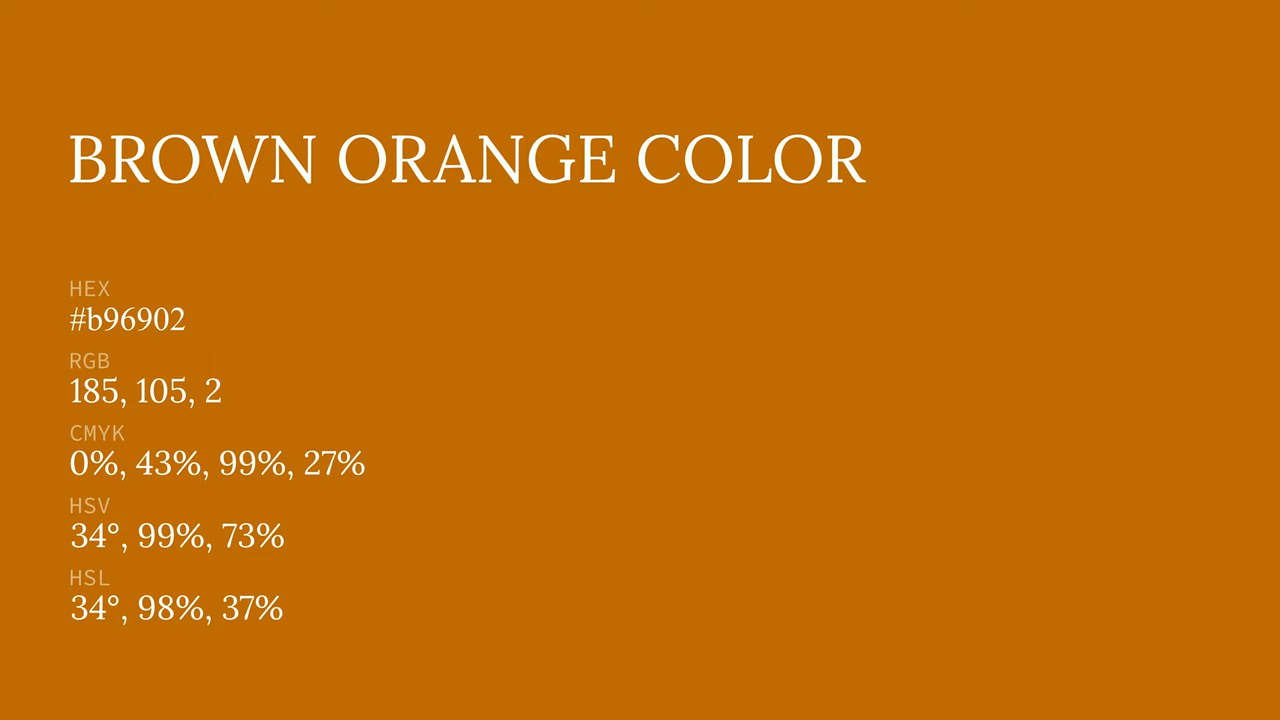 BROWN ORANGE COLOR
HEX
#b96902
RGB
185, 105, 2
CMYK
0%, 43%, 99%, 27%
HSV
34°, 99%, 73%
HSL
34°, 98%, 37%